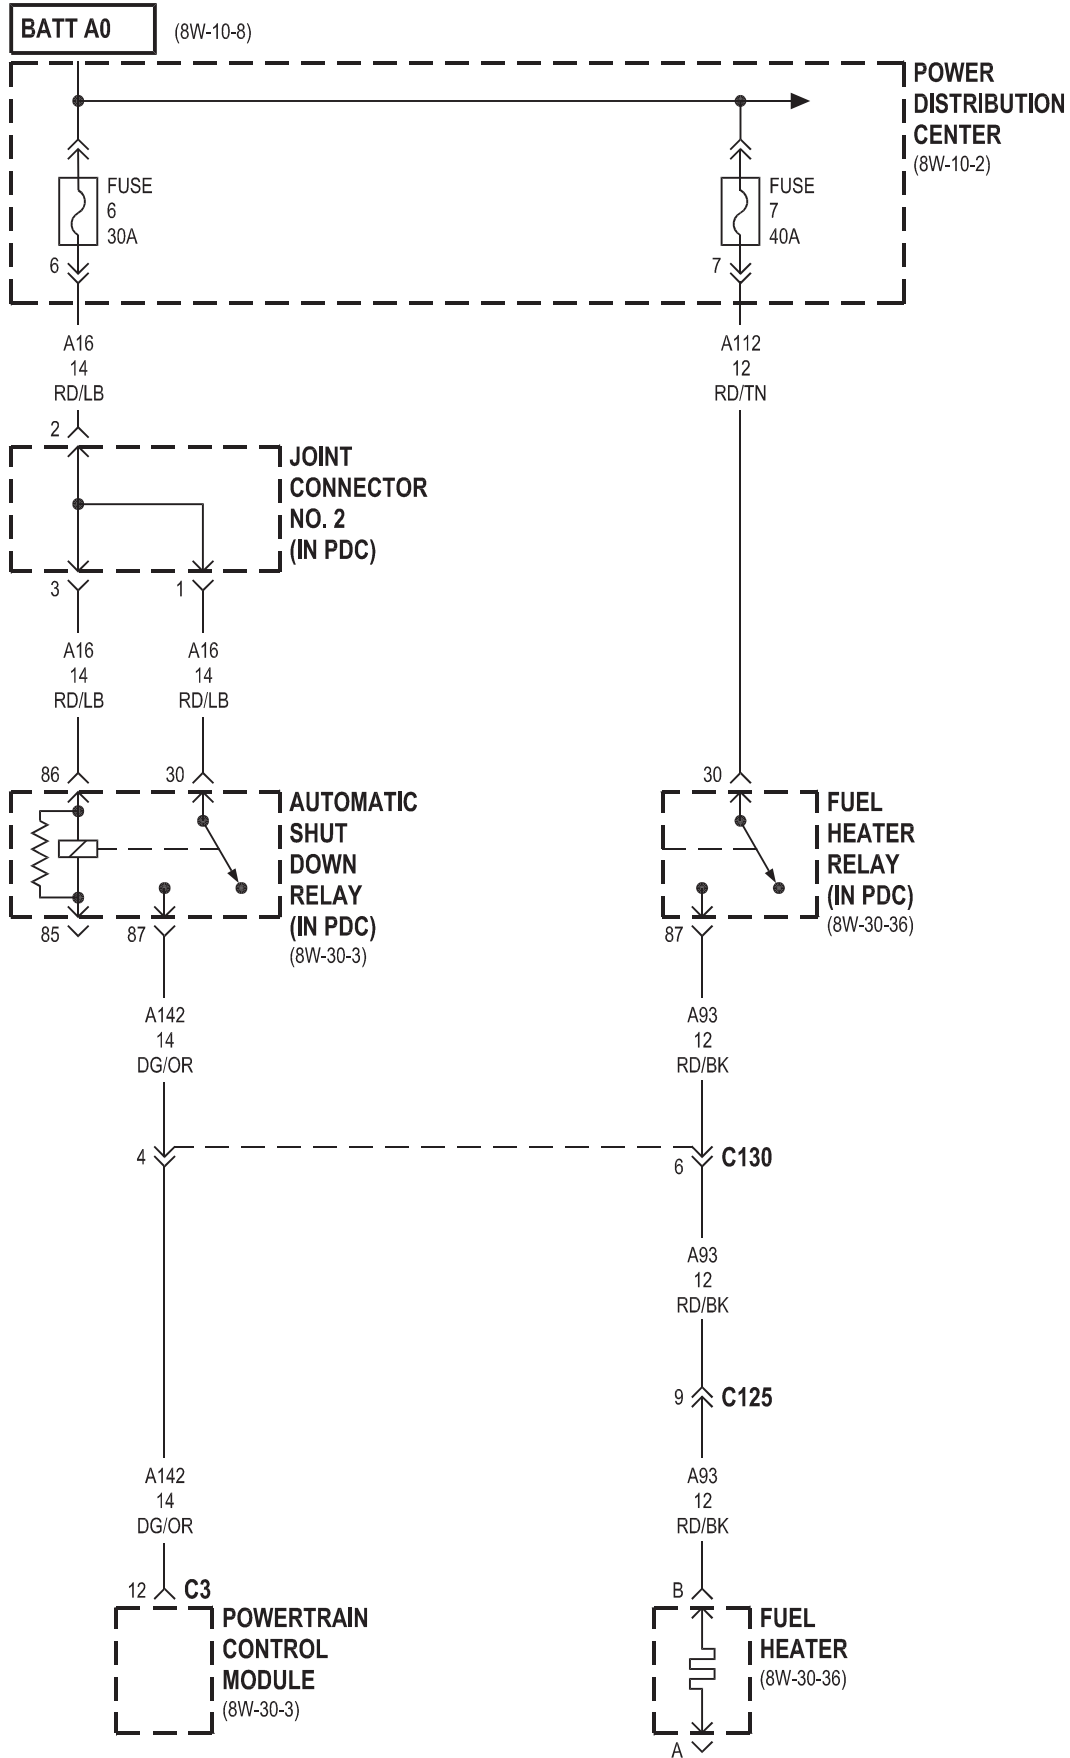 BATT A0
(8W-10-8)
POWER
DISTRIBUTION
CENTER
(8W-10-2)
FUSE
6
30A
6
FUSE
7
40A
7
A16
14
RD/LB
2
A112
12
RD/TN
JOINT
CONNECTOR
NO. 2
(IN PDC)
3
1
A16
14
RD/LB
A16
14
RD/LB
86
30
AUTOMATIC
SHUT
DOWN
RELAY
(IN PDC)
(8W-30-3)
85
87
30
FUEL
HEATER
RELAY
(IN PDC)
(8W-30-36)
87
A142
14
DG/OR
A93
12
RD/BK
4
6
C130
A93
12
RD/BK
9
C125
A142
14
DG/OR
A93
12
RD/BK
12
C3
POWERTRAIN
CONTROL
MODULE
(8W-30-3)
B
FUEL
HEATER
(8W-30-36)
A